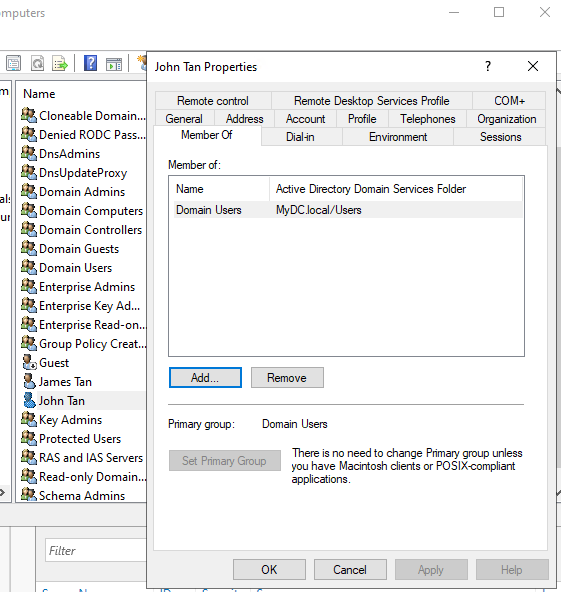 omputers
John Tan Properties
?
Name
Cloneable Domain...
Denied RODC Pass...
DnsAdmins
DnsUpdateProxy
Domain Admins
Domain Computers
Domain Controllers
Domain Guests
Domain Users
Enterprise Admins
Enterprise Key Ad...
Enterprise Read-on...
Group Policy Creat...
Guest
James Tan
John Tan
Key Admins
Protected Users
RAS and IAS Servers
Read-only Domain...
Schema Admins
Filter
Remote control
Remote Desktop Services Profile
COM+
General
Address
Account
Profile
Telephones
Organization
Member Of
Dial-in
Environment
Sessions
Member of:
Name
Active Directory Domain Services Folder
Domain Users
MyDC.local/Users
Add...
Remove
Primary group:
Domain Users
Set Primary Group
There is no need to change Primary group unless
you have Macintosh clients or POSIX-compliant
applications.
OK
Cancel
Apply
Help